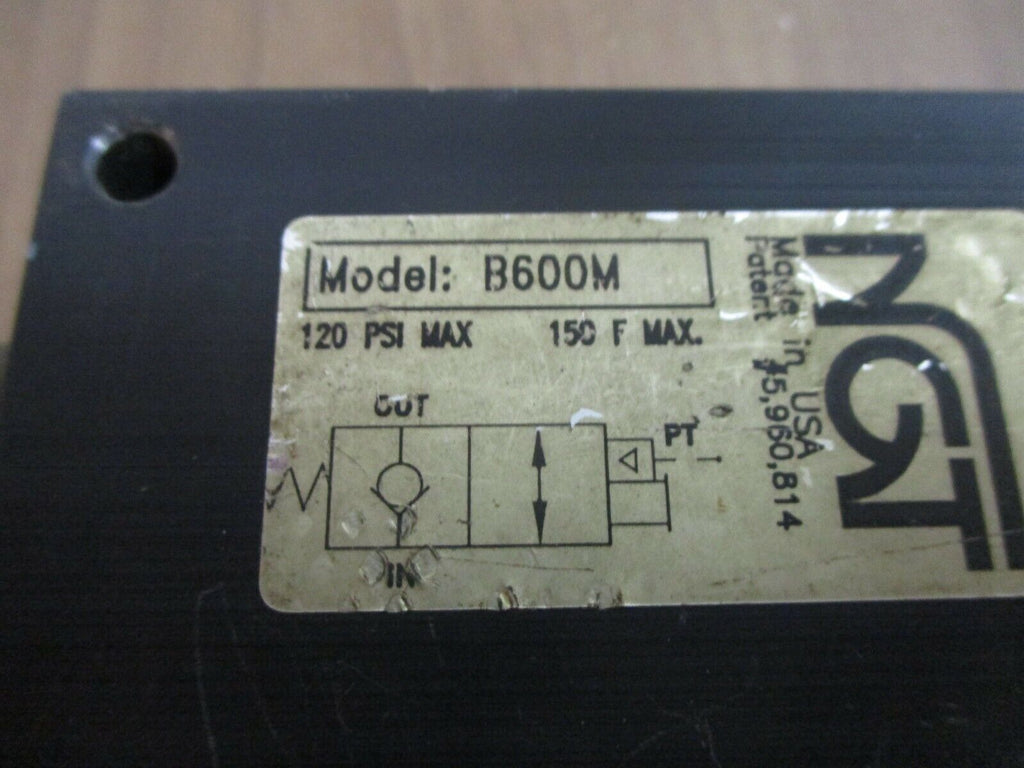 Model: B600M
120 PSI MAX 150 F MAX.
OUT
PT
IN
Made in USA
Patent #5,960,814
NGT